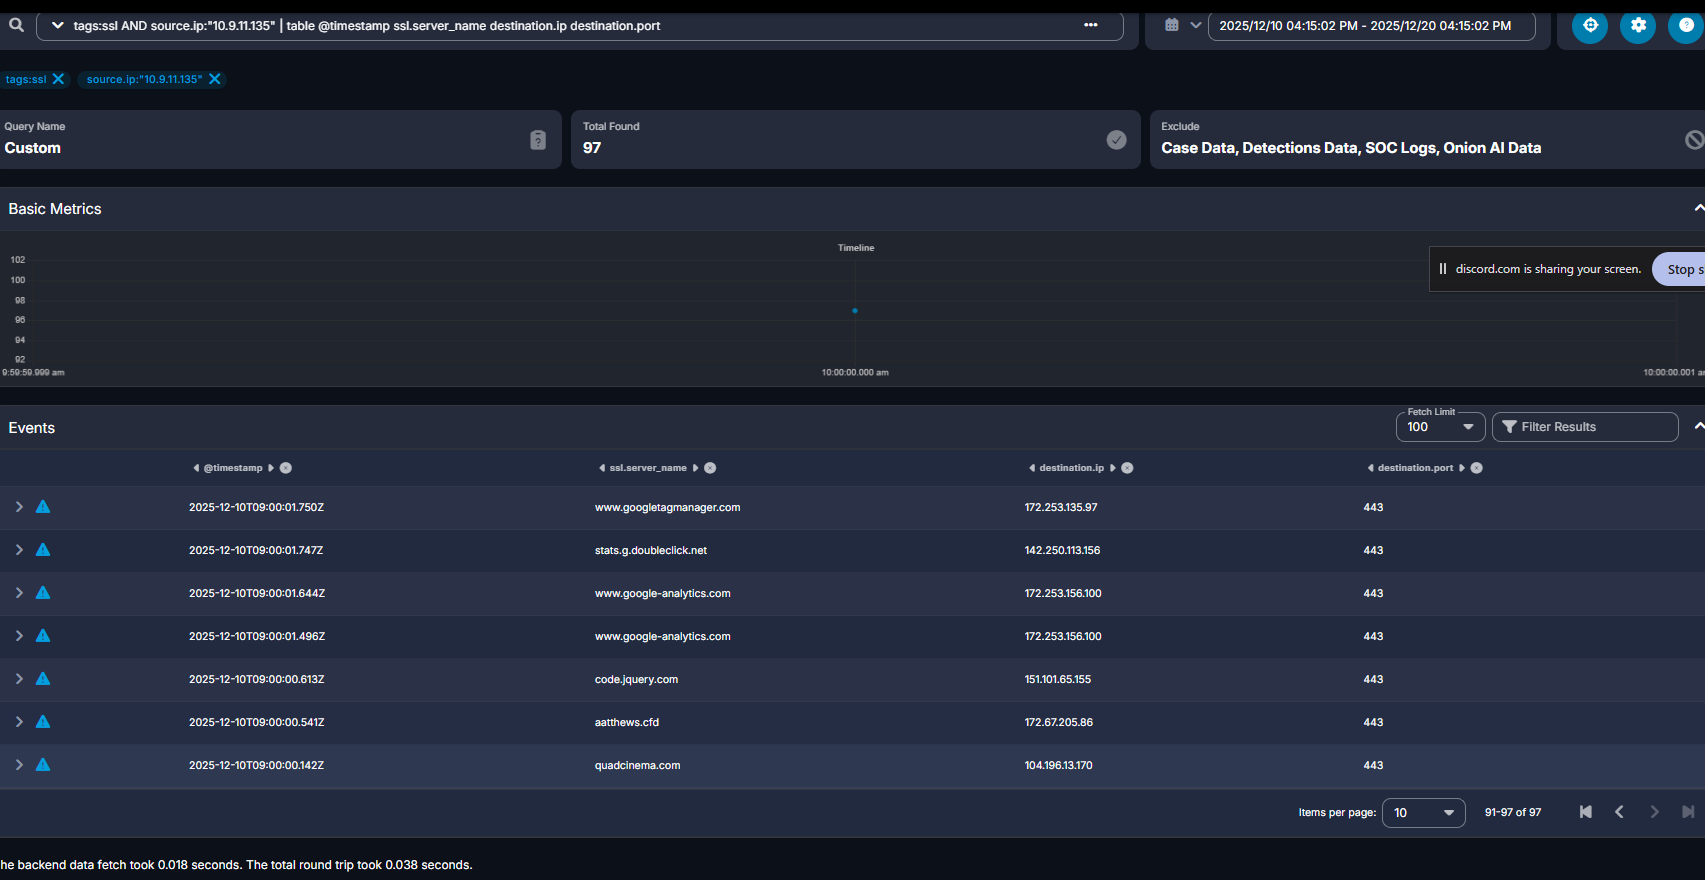 tags:ssl AND source.ip:"10.9.11.135" | table @timestamp ssl.server_name destination.ip destination.port
2025/12/10 04:15:02 PM - 2025/12/20 04:15:02 PM
tags:ssl source.ip:"10.9.11.135"
Query Name
Custom
Total Found
97
Exclude
Case Data, Detections Data, SOC Logs, Onion AI Data
Basic Metrics
Timeline
102
100
98
96
94
92
9:59:59.999 am 10:00:00.000 am 10:00:00.001 a
discord.com is sharing your screen. Stop s
Events
Fetch Limit
100
Filter Results
@timestamp ssl.server_name destination.ip destination.port
2025-12-10T09:00:01.750Z www.googletagmanager.com 172.253.135.97 443
2025-12-10T09:00:01.747Z stats.g.doubleclick.net 142.250.113.156 443
2025-12-10T09:00:01.644Z www.google-analytics.com 172.253.156.100 443
2025-12-10T09:00:01.496Z www.google-analytics.com 172.253.156.100 443
2025-12-10T09:00:00.613Z code.jquery.com 151.101.65.155 443
2025-12-10T09:00:00.541Z aatthews.cfd 172.67.205.86 443
2025-12-10T09:00:00.142Z quadcinema.com 104.196.13.170 443
Items per page: 10 91-97 of 97
he backend data fetch took 0.018 seconds. The total round trip took 0.038 seconds.